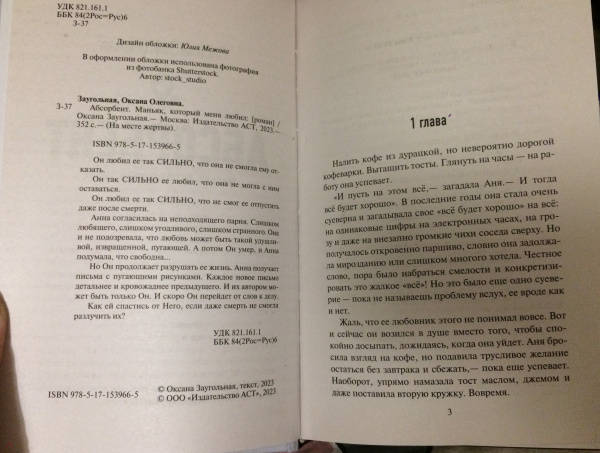 УДК 821.161.1
ББК 84(2Рос=Рус)6
З-37
Дизайн обложки: Юлия Межова
В оформлении обложки использована фотография
из фотобанка Shutterstock.
Автор: stock_studio
Заугольная, Оксана Олеговна.
З-37 Абсорбент. Маньяк, который меня любил: [роман] /
Оксана Заугольная.— Москва: Издательство АСТ, 2023.—
352 с.— (На месте жертвы).
ISBN 978-5-17-153966-5
Он любил ее так СИЛЬНО, что она не смогла ему от-
казать.
Он так СИЛЬНО ее любил, что она не могла с ним
оставаться.
Он любил ее так СИЛЬНО, что не смог ее отпустить
даже после смерти.
Анна согласилась на неподходящего парня. Слишком
любящего, слишком угодливого, слишком странного. Она
и не подозревала, что любовь может быть такой удушли-
вой, извращенной, пугающей. А потом Он умер, и Анна
подумала, что свободна...
Но Он продолжает разрушать ее жизнь. Анна получает
письма с пугающими рисунками. Каждое новое письмо
детальнее и кровожаднее предыдущего. И их автором мо-
жет быть только Он. И скоро Он перейдет от слов к делу.
Как ей спастись от Него, если даже смерть не смогла
разлучить их?
УДК 821.161.1
ББК 84(2Рос=Рус)6
© Оксана Заугольная, текст, 2023
ISBN 978-5-17-153966-5 © ООО «Издательство АСТ», 2023
1 глава
Налить кофе из дурацкой, но невероятно дорогой
кофеварки. Вытащить тосты. Глянуть на часы — на ра-
боту она успевает.
«И пусть на этом всё,— загадала Аня.— И тогда
всё будет хорошо». В последние годы она стала очень
суеверна и загадывала свое «всё будет хорошо» на всё:
на одинаковые цифры на электронных часах, на гро-
зу и даже на внезапно громкие чихи соседа сверху. Но
получалось откровенно паршиво, словно она задолжа-
ла мирозданию или слишком многого хотела. Честное
слово, пора было набраться смелости и конкретизи-
ровать это жалкое «всё»! Но это было еще одно суеве-
рие — пока не называешь проблему вслух, ее вроде как
и нет.
Жаль, что ее любовник этого не понимал вовсе. Вот
и сейчас он возился в душе вместо того, чтобы спо-
койно досыпать, дожидаясь, когда она уйдет. Аня бро-
сила взгляд на кофе, но подавила трусливое желание
остаться без завтрака и сбежать,— пока еще успевает.
Наоборот, упрямо намазала тост маслом, джемом и
даже поставила вторую кружку. Вовремя.
3